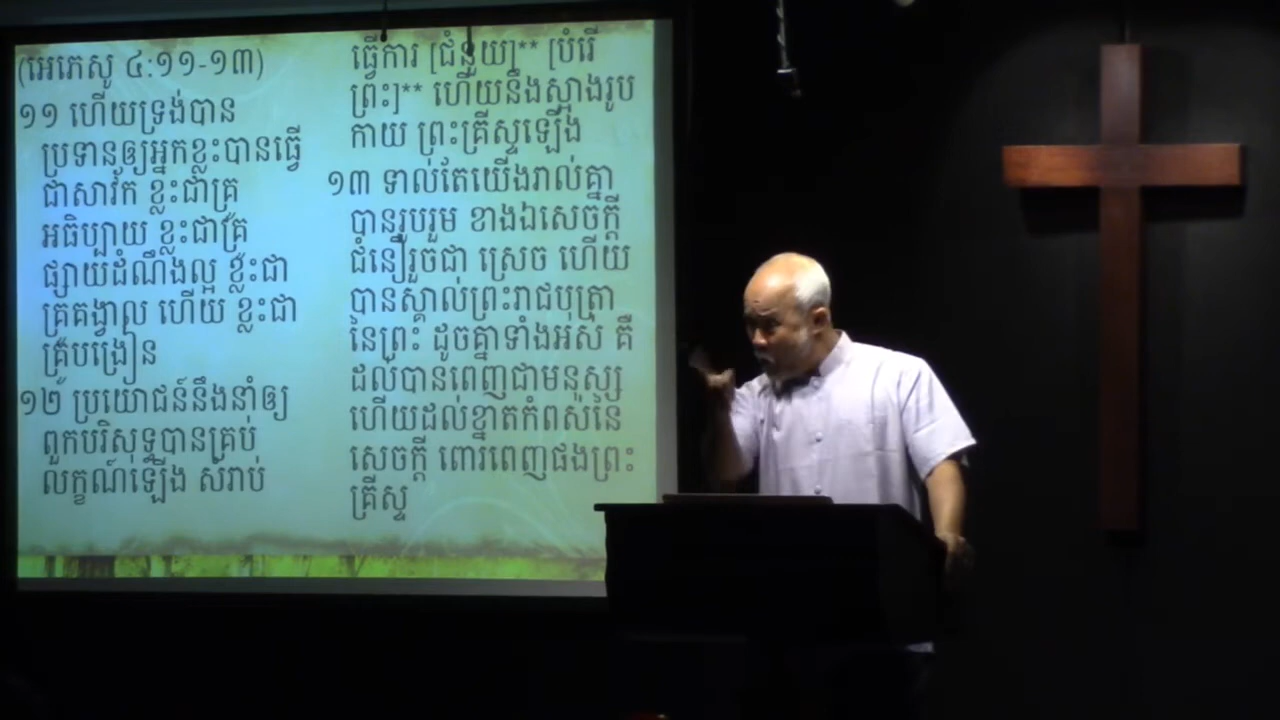 (អេភេសូ ៤:១១-១៣)
១១ ហើយទ្រង់បាន
ប្រទានឲ្យអ្នកខ្លះបានធ្វើ
ជាសាវ័ក ខ្លះជាគ្រូ
អធិប្បាយ ខ្លះជាគ្រូ
ផ្សាយដំណឹងល្អ ខ្លះជា
គ្រូគង្វាល ហើយ ខ្លះជា
គ្រូបង្រៀន
១២ ប្រយោជន៍នឹងនាំឲ្យ
ពួកបរិសុទ្ធបានគ្រប់
លក្ខណ៍ឡើង សំរាប់
ធ្វើការ [ជំនួយ]** [បំរើ
ព្រះ]** ហើយនឹងស្អាងរូប
កាយ ព្រះគ្រីស្ទឡើង
១៣ ទាល់តែយើងរាល់គ្នា
បានរួបរួម ខាងឯសេចក្ដី
ជំនឿរួចជា ស្រេច ហើយ
បានស្គាល់ព្រះរាជបុត្រា
នៃព្រះ ដូចគ្នាទាំងអស់ គឺ
ដល់បានពេញជាមនុស្ស
ហើយដល់ខ្នាតកំពស់នៃ
សេចក្ដី ពោរពេញផងព្រះ
គ្រីស្ទ